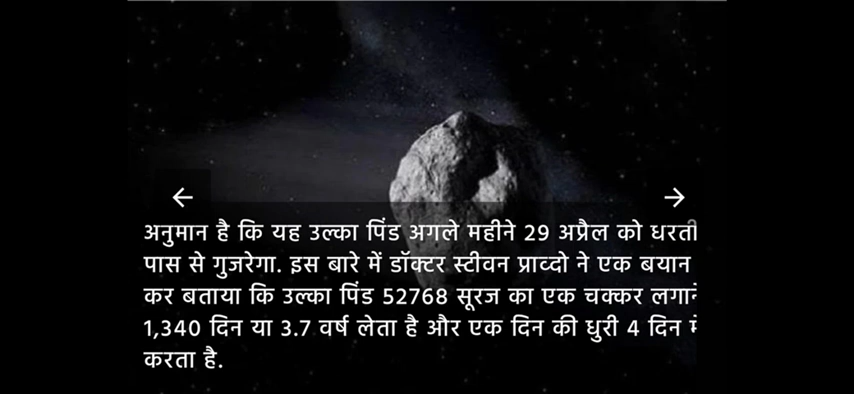 अनुमान है कि यह उल्का पिंड अगले महीने 29 अप्रैल को धरती
पास से गुजरेगा. इस बारे में डॉक्टर स्टीवन प्राव्दो ने एक बयान
कर बताया कि उल्का पिंड 52768 सूरज का एक चक्कर लगाने
1,340 दिन या 3.7 वर्ष लेता है और एक दिन की धुरी 4 दिन में
करता है.